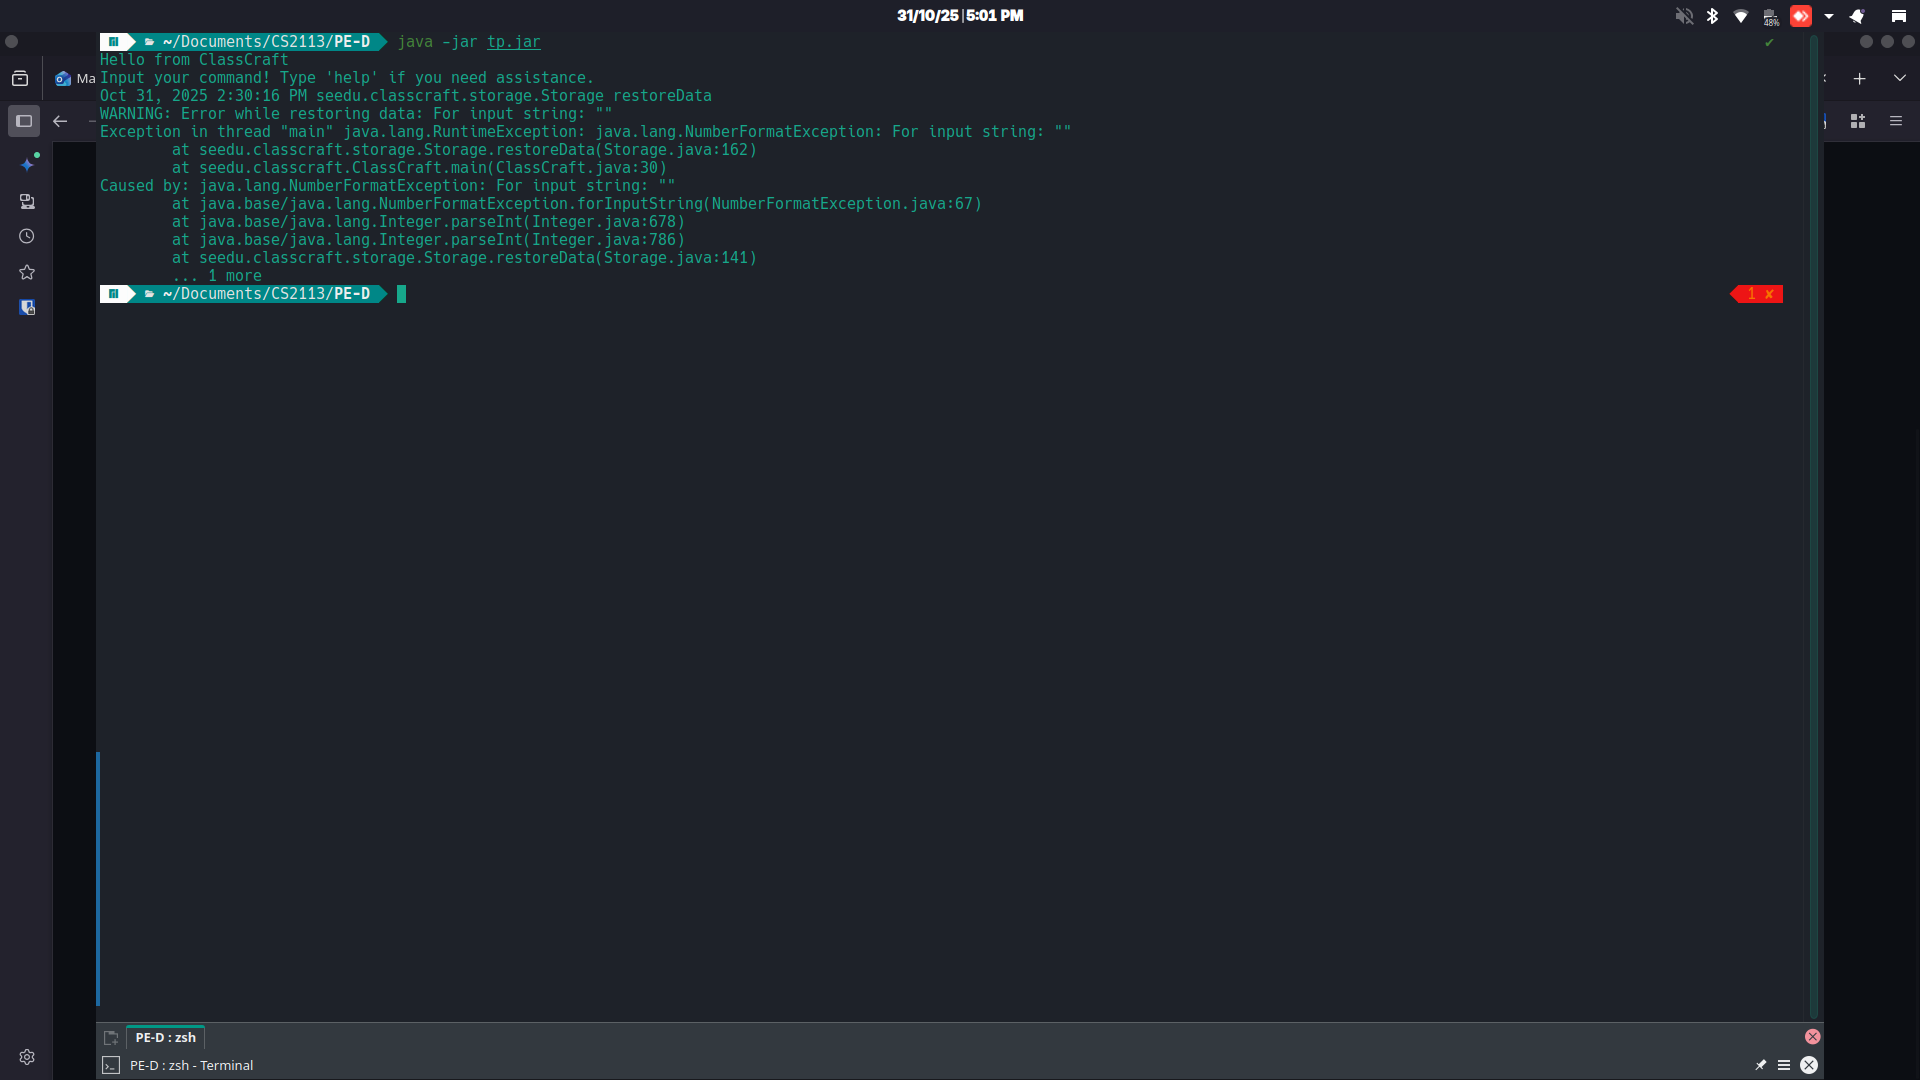 31/10/25 | 5:01 PM
48%
Ma
~/Documents/CS2113/PE-D java -jar tp.jar ✔
Hello from ClassCraft
Input your command! Type 'help' if you need assistance.
Oct 31, 2025 2:30:16 PM seedu.classcraft.storage.Storage restoreData
WARNING: Error while restoring data: For input string: ""
Exception in thread "main" java.lang.RuntimeException: java.lang.NumberFormatException: For input string: ""
        at seedu.classcraft.storage.Storage.restoreData(Storage.java:162)
        at seedu.classcraft.ClassCraft.main(ClassCraft.java:30)
Caused by: java.lang.NumberFormatException: For input string: ""
        at java.base/java.lang.NumberFormatException.forInputString(NumberFormatException.java:67)
        at java.base/java.lang.Integer.parseInt(Integer.java:678)
        at java.base/java.lang.Integer.parseInt(Integer.java:786)
        at seedu.classcraft.storage.Storage.restoreData(Storage.java:141)
        ... 1 more
~/Documents/CS2113/PE-D 1 ✘
PE-D : zsh
PE-D : zsh - Terminal